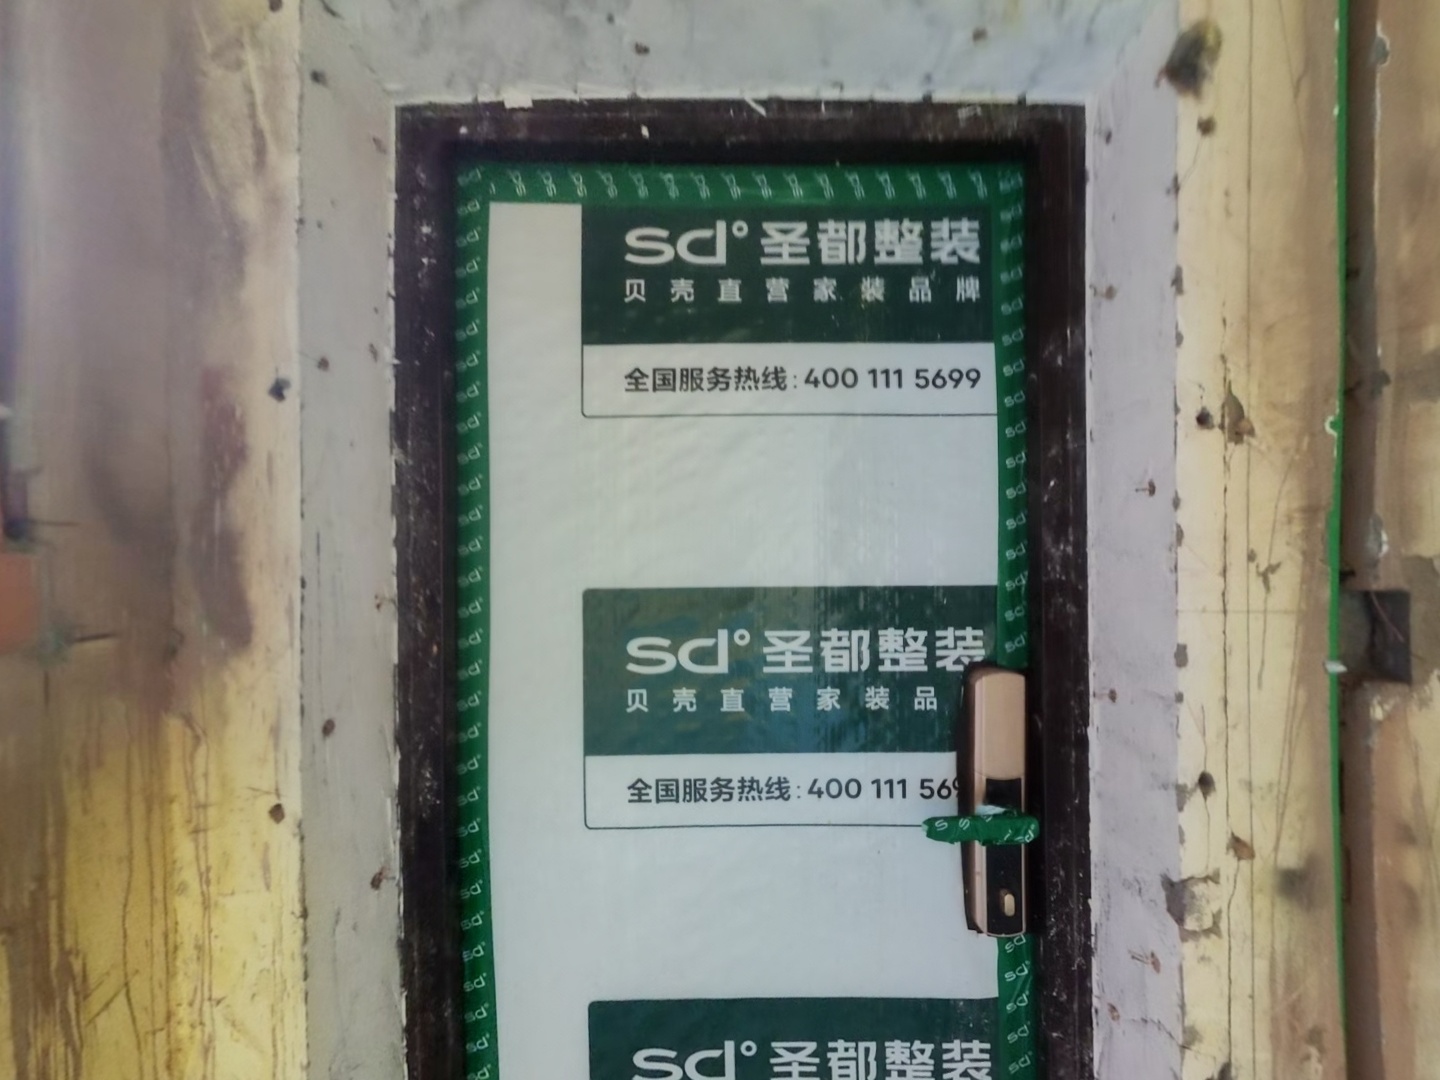 sd° 圣都整装
贝壳直营家装品牌
全国服务热线:400 111 5699
sd° 圣都整装
贝壳直营家装品
全国服务热线:400 111 56
sd° 圣都整装